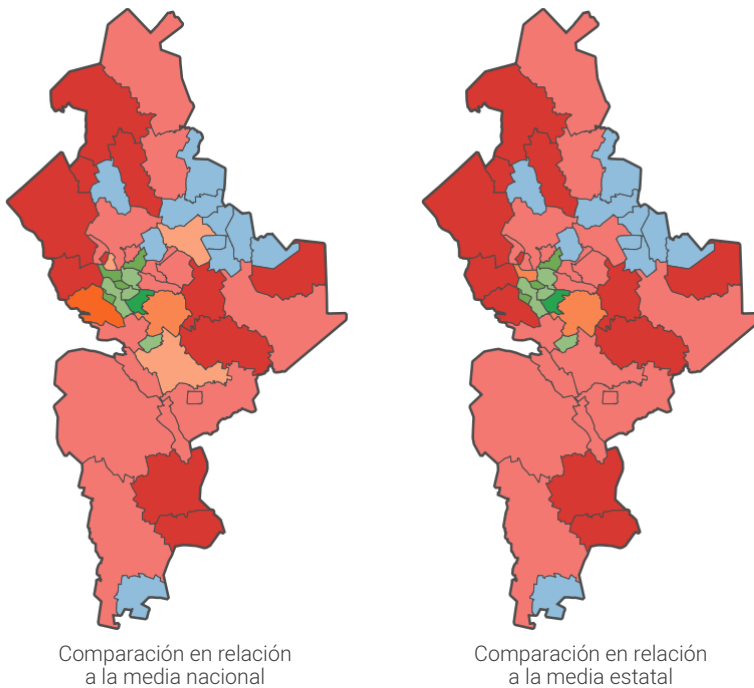 Comparación en relación
a la media nacional
Comparación en relación
a la media estatal